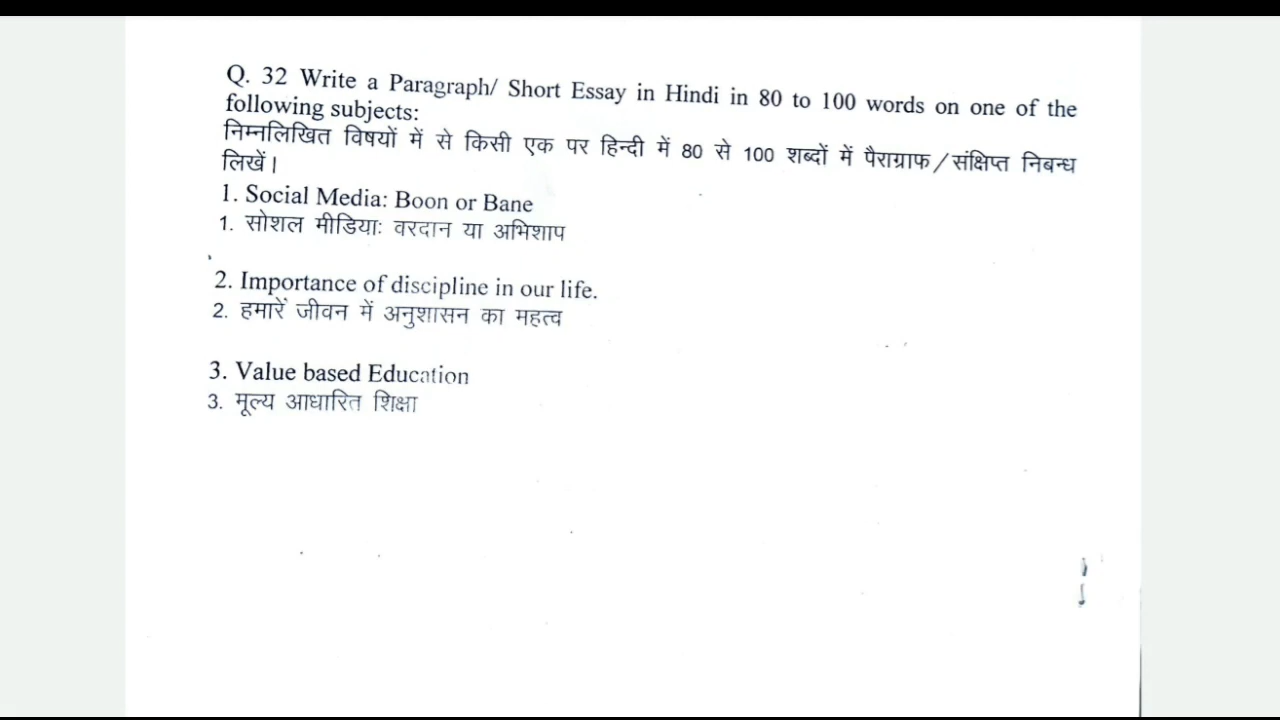 Q. 32 Write a Paragraph/ Short Essay in Hindi in 80 to 100 words on one of the
following subjects:
निम्नलिखित विषयों में से किसी एक पर हिन्दी में 80 से 100 शब्दों में पैराग्राफ/संक्षिप्त निबन्ध
लिखें।
1. Social Media: Boon or Bane
1. सोशल मीडियाः वरदान या अभिशाप
2. Importance of discipline in our life.
2. हमारें जीवन में अनुशासन का महत्व
3. Value based Education
3. मूल्य आधारित शिक्षा